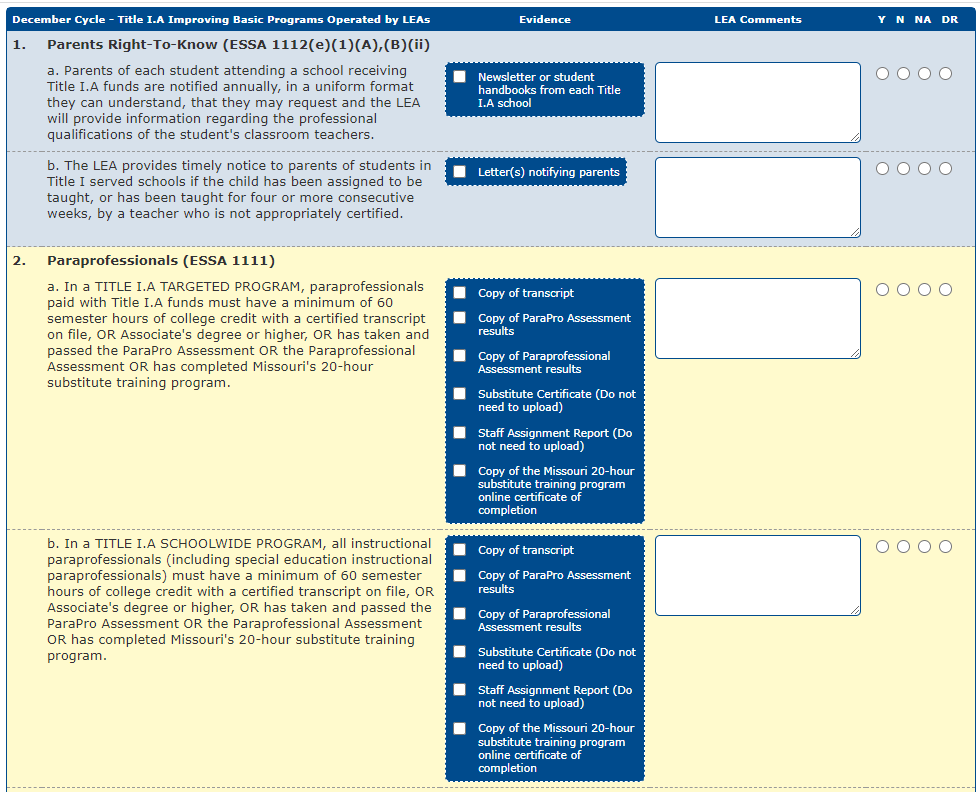 December Cycle - Title I.A Improving Basic Programs Operated by LEAs Evidence LEA Comments Y N NA DR
1. Parents Right-To-Know (ESSA 1112(e)(1)(A),(B)(ii)
a. Parents of each student attending a school receiving
Title I.A funds are notified annually, in a uniform format
they can understand, that they may request and the LEA
will provide information regarding the professional
qualifications of the student's classroom teachers.
Newsletter or student
handbooks from each Title
I.A school
b. The LEA provides timely notice to parents of students in
Title I served schools if the child has been assigned to be
taught, or has been taught for four or more consecutive
weeks, by a teacher who is not appropriately certified.
Letter(s) notifying parents
2. Paraprofessionals (ESSA 1111)
a. In a TITLE I.A TARGETED PROGRAM, paraprofessionals
paid with Title I.A funds must have a minimum of 60
semester hours of college credit with a certified transcript
on file, OR Associate's degree or higher, OR has taken and
passed the ParaPro Assessment OR the Paraprofessional
Assessment OR has completed Missouri's 20-hour
substitute training program.
Copy of transcript
Copy of ParaPro Assessment
results
Copy of Paraprofessional
Assessment results
Substitute Certificate (Do not
need to upload)
Staff Assignment Report (Do
not need to upload)
Copy of the Missouri 20-hour
substitute training program
online certificate of
completion
b. In a TITLE I.A SCHOOLWIDE PROGRAM, all instructional
paraprofessionals (including special education instructional
paraprofessionals) must have a minimum of 60 semester
hours of college credit with a certified transcript on file, OR
Associate's degree or higher, OR has taken and passed the
ParaPro Assessment OR the Paraprofessional Assessment
OR has completed Missouri's 20-hour substitute training
program.
Copy of transcript
Copy of ParaPro Assessment
results
Copy of Paraprofessional
Assessment results
Substitute Certificate (Do not
need to upload)
Staff Assignment Report (Do
not need to upload)
Copy of the Missouri 20-hour
substitute training program
online certificate of
completion